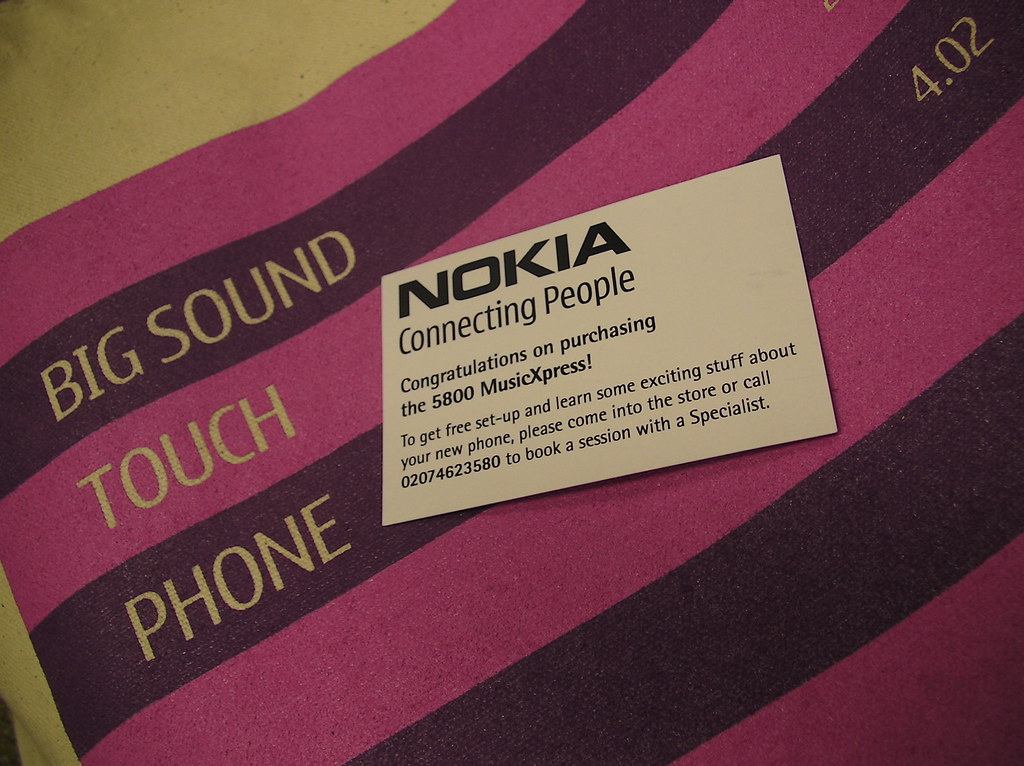 4.02
BIG SOUND
TOUCH
PHONE
NOKIA
Connecting People
Congratulations on purchasing
the 5800 MusicXpress!
To get free set-up and learn some exciting stuff about
your new phone, please come into the store or call
02074623580 to book a session with a Specialist.